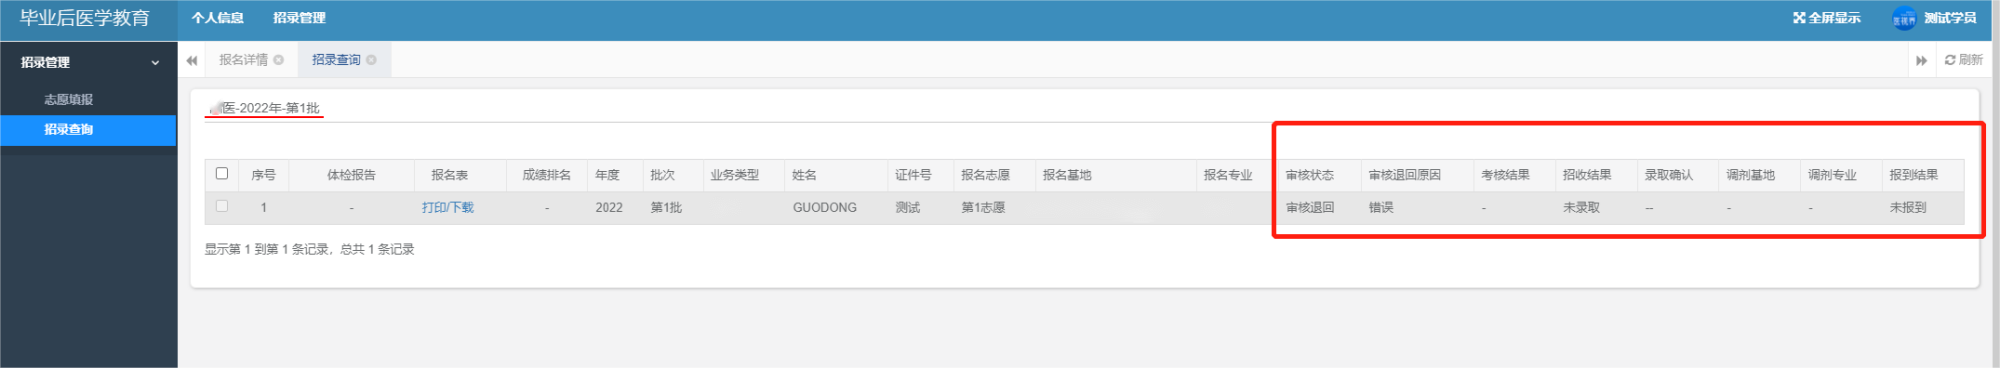 毕业后医学教育 个人信息 招录管理 全屏显示 测试学员
招录管理 报名详情 招录查询 刷新
志愿填报
招录查询
医-2022年-第1批
序号 体检报告 报名表 成绩排名 年度 批次 业务类型 姓名 证件号 报名志愿 报名基地 报名专业 审核状态 审核退回原因 考核结果 招收结果 录取确认 调剂基地 调剂专业 报到结果
1 - 打印/下载 - 2022 第1批 GUODONG 测试 第1志愿 审核退回 错误 - 未录取 -- - - 未报到
显示第 1 到第 1 条记录，总共 1 条记录